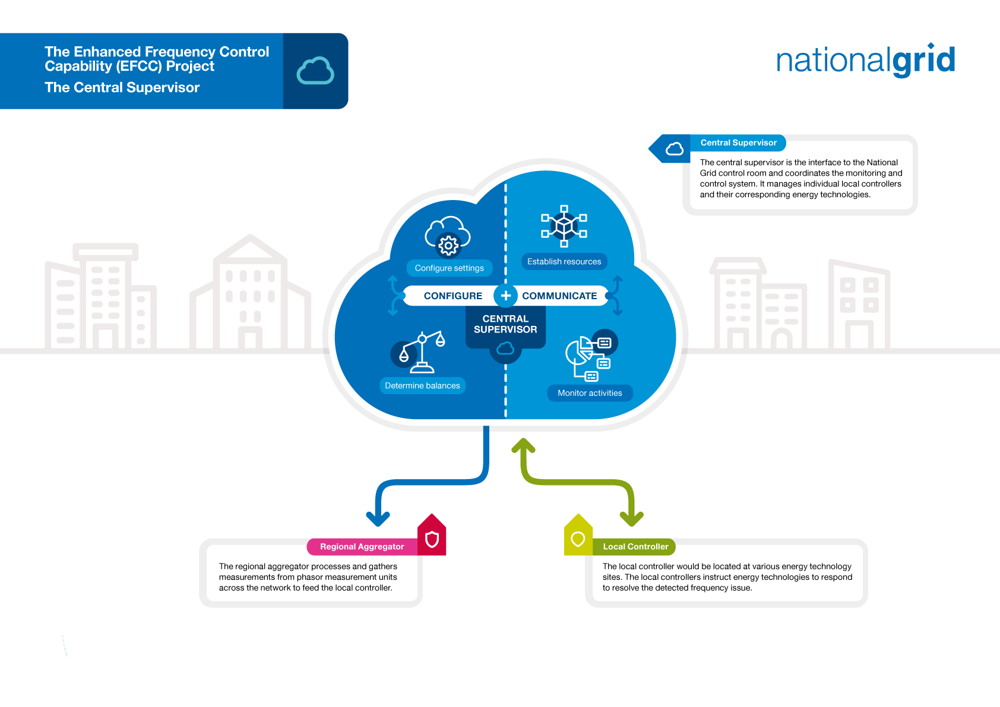 The Enhanced Frequency Control
Capability (EFCC) Project
The Central Supervisor
nationalgrid
Central Supervisor
The central supervisor is the interface to the National
Grid control room and coordinates the monitoring and
control system. It manages individual local controllers
and their corresponding energy technologies.
Configure settings
Establish resources
CONFIGURE + COMMUNICATE
CENTRAL
SUPERVISOR
Determine balances
Monitor activities
Regional Aggregator
The regional aggregator processes and gathers
measurements from phasor measurement units
across the network to feed the local controller.
Local Controller
The local controller would be located at various energy technology
sites. The local controllers instruct energy technologies to respond
to resolve the detected frequency issue.